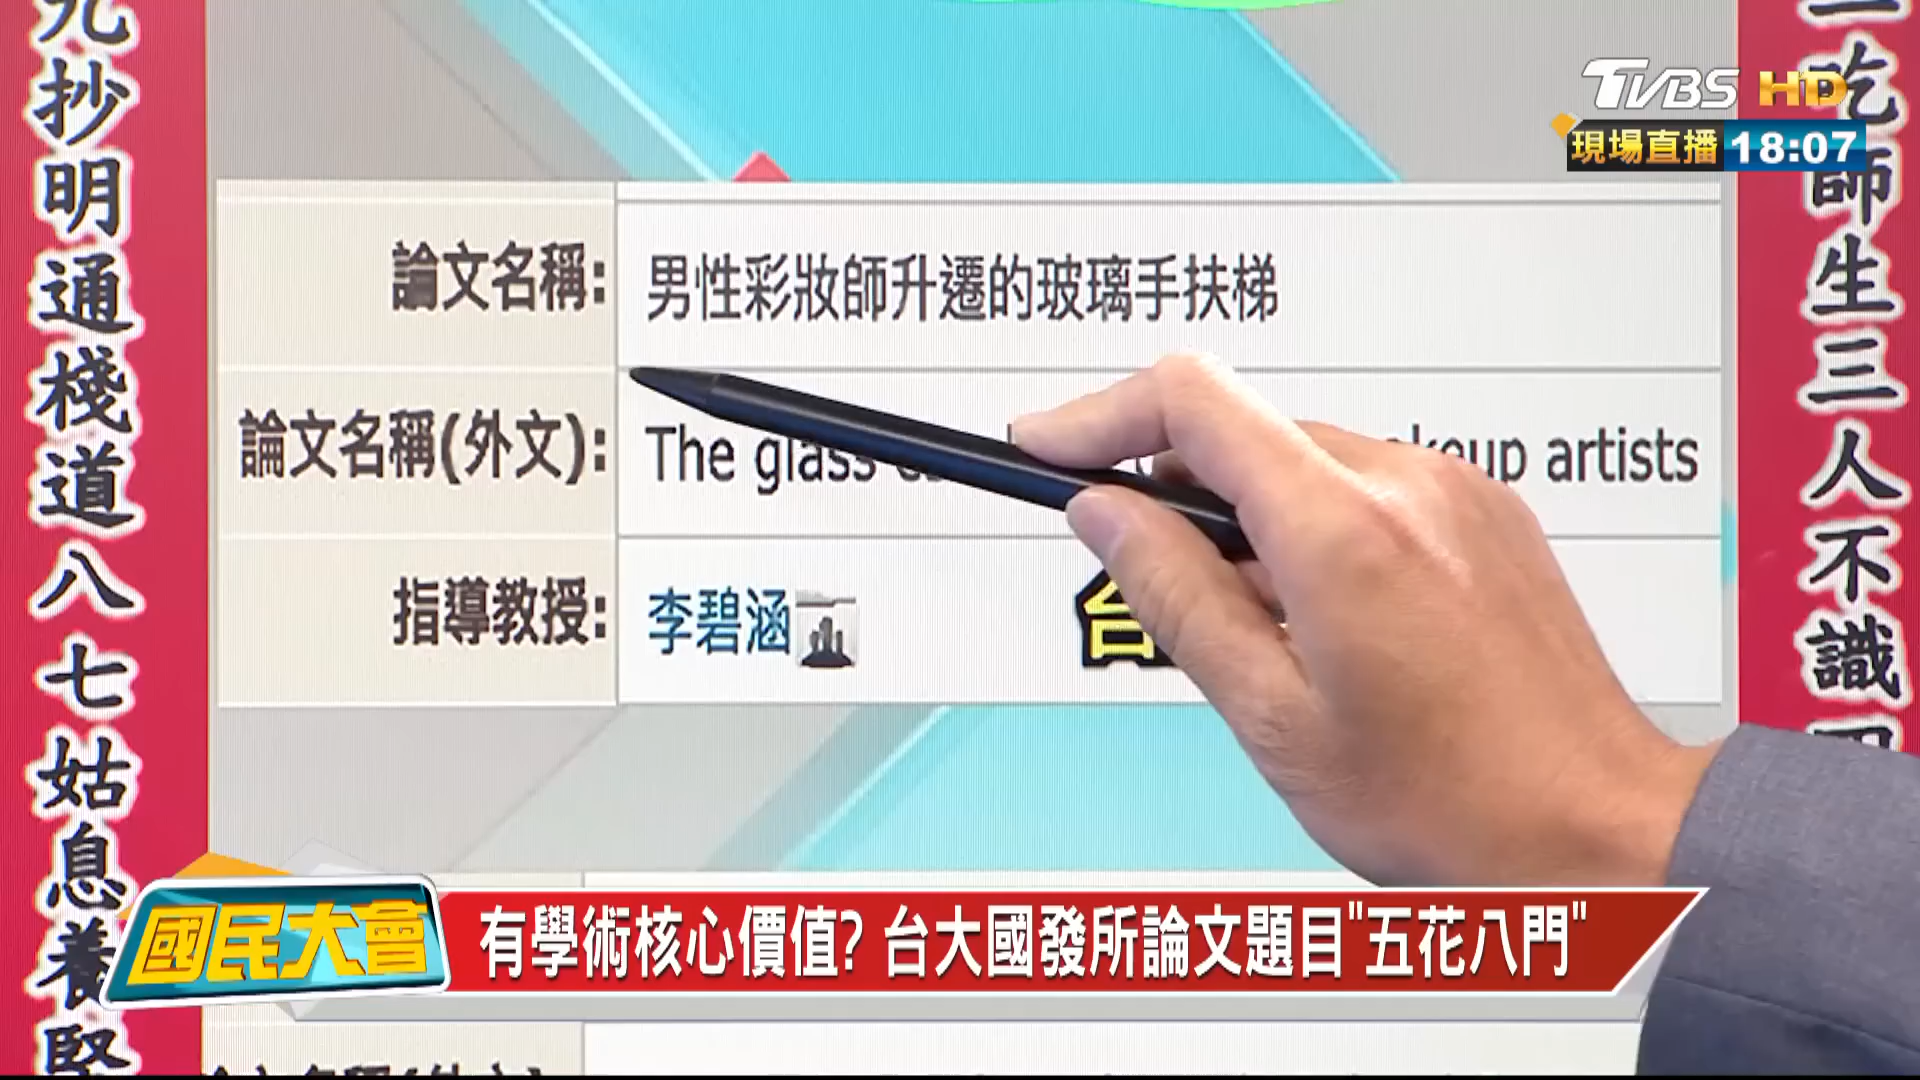 TVBS HD
現場直播 18:07
抄明通棧道八七姑息養
吃師生三人不識
論文名稱: 男性彩妝師升遷的玻璃手扶梯
論文名稱(外文): The glass makeup artists
指導教授: 李碧涵
台
國民大會
有學術核心價值? 台大國發所論文題目"五花八門"